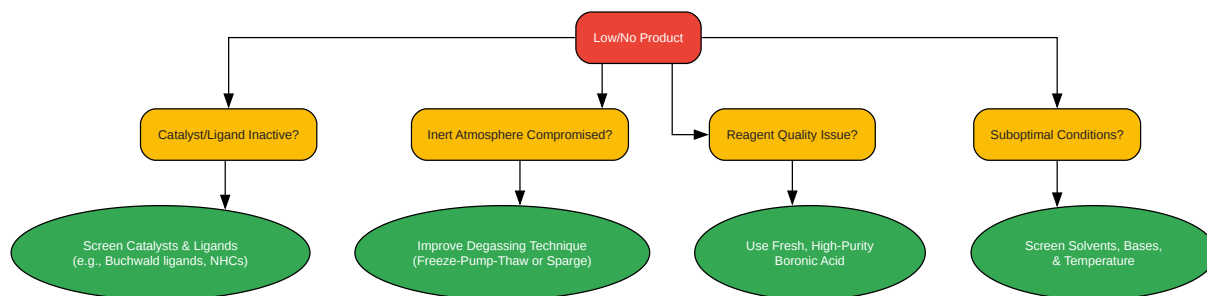 Low/No Product
Catalyst/Ligand Inactive?
Inert Atmosphere Compromised?
Reagent Quality Issue?
Suboptimal Conditions?
Screen Catalysts & Ligands
(e.g., Buchwald ligands, NHCs)
Improve Degassing Technique
(Freeze-Pump-Thaw or Sparge)
Use Fresh, High-Purity
Boronic Acid
Screen Solvents, Bases,
& Temperature